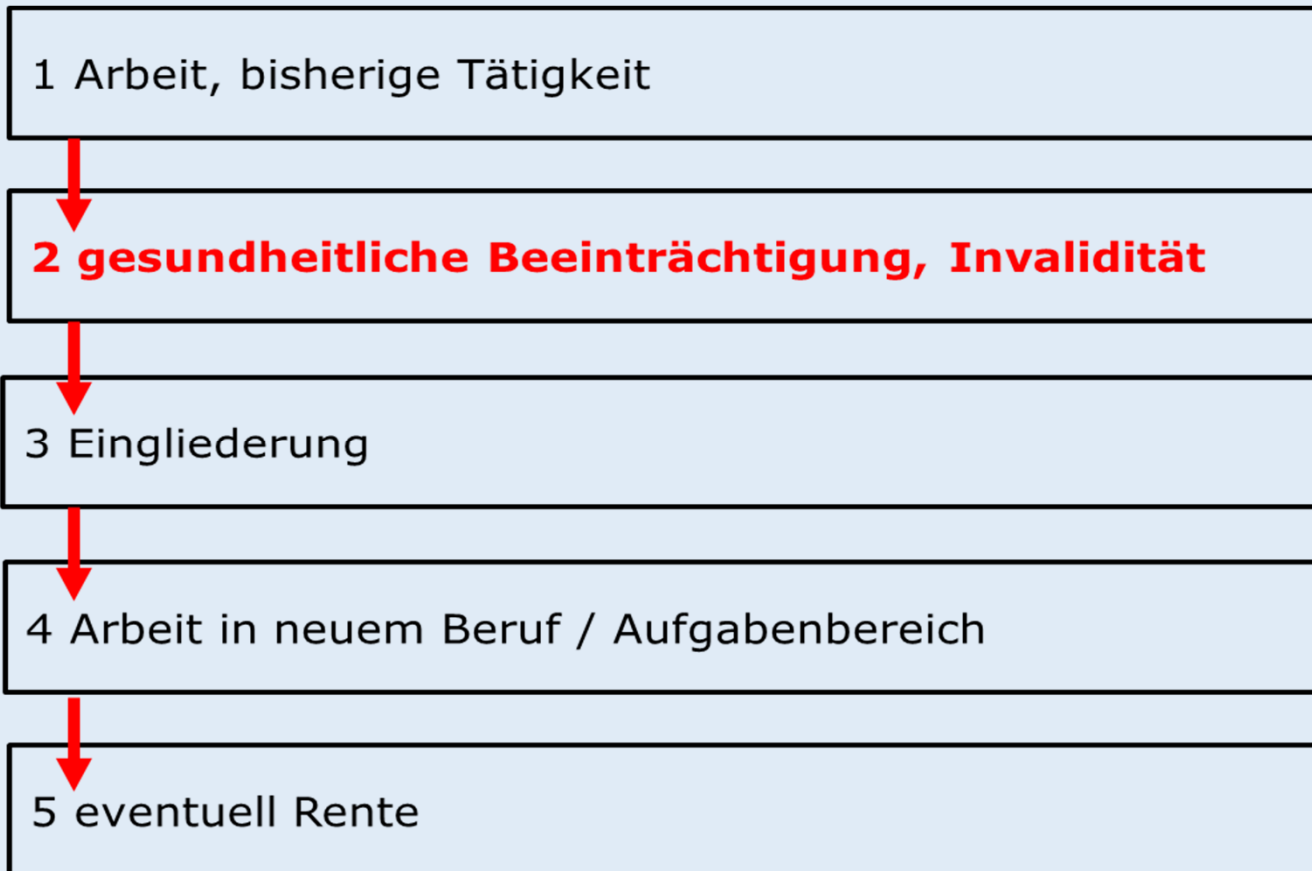 1 Arbeit, bisherige Tätigkeit
2 gesundheitliche Beeinträchtigung, Invalidität
3 Eingliederung
4 Arbeit in neuem Beruf / Aufgabenbereich
5 eventuell Rente